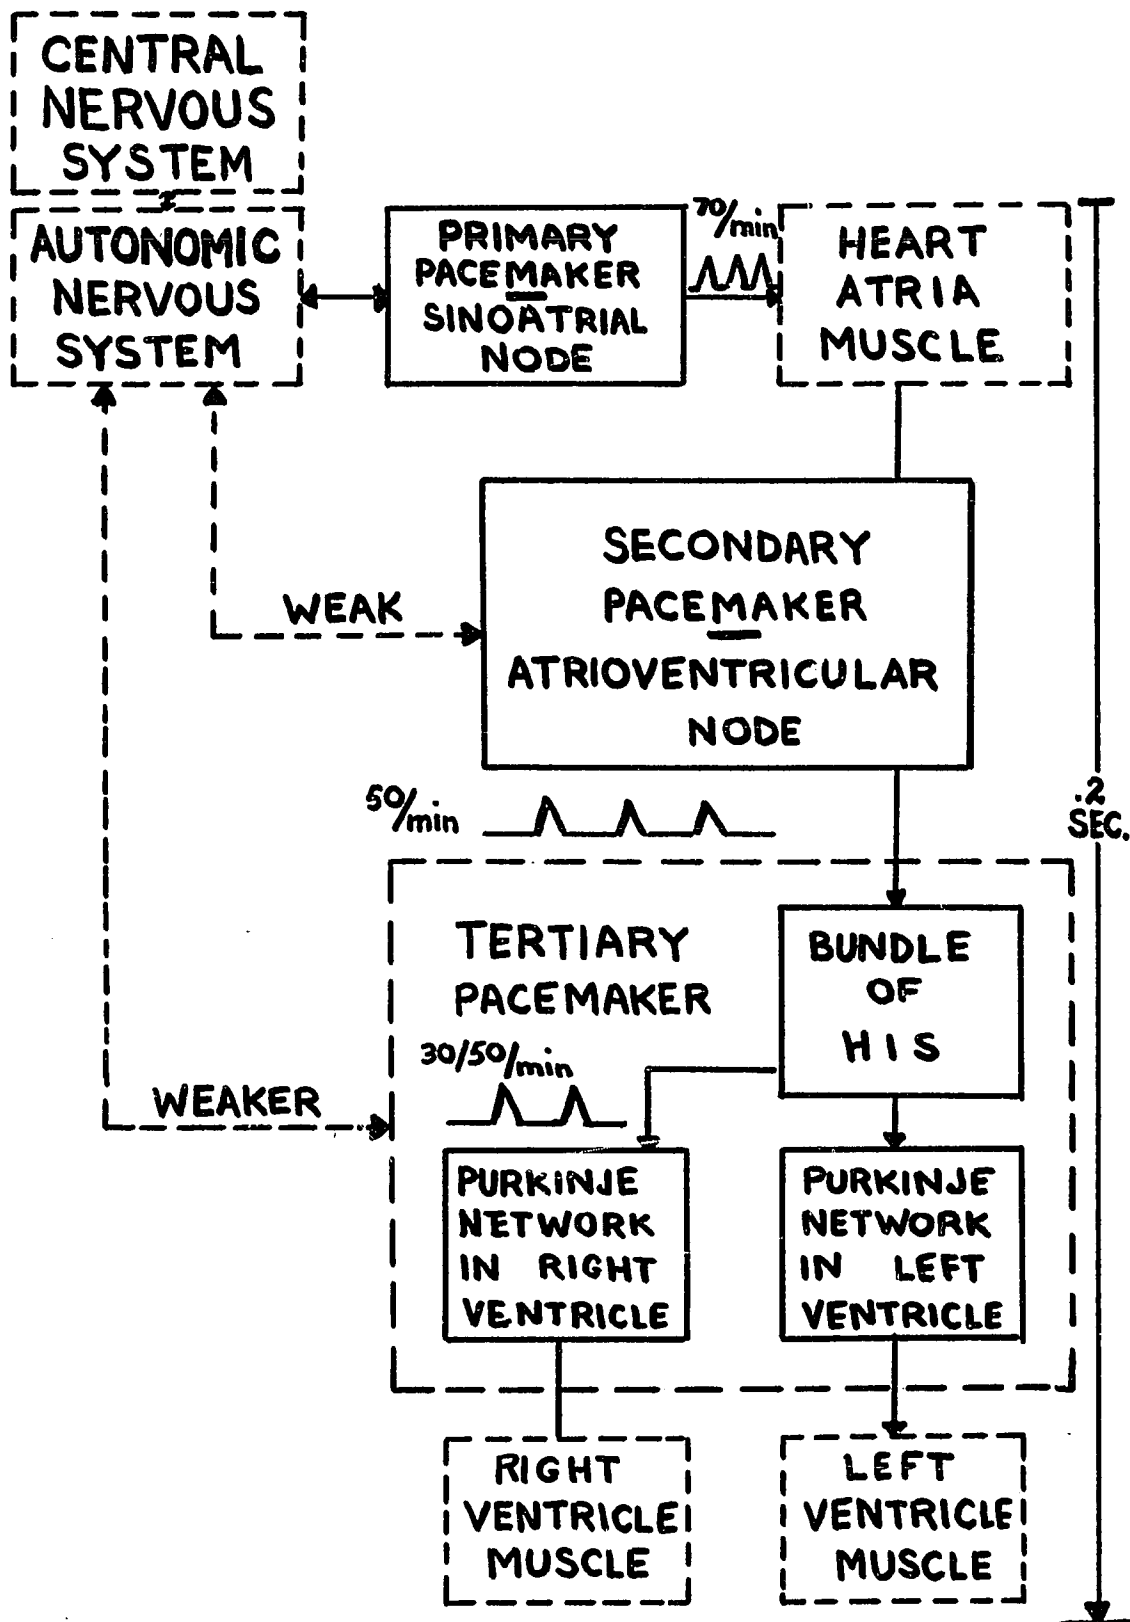 CENTRAL
NERVOUS
SYSTEM
AUTONOMIC
NERVOUS
SYSTEM
PRIMARY
PACEMAKER
SINOATRIAL
NODE
70/min
HEART
ATRIA
MUSCLE
SECONDARY
PACEMAKER
ATRIOVENTRICULAR
NODE
WEAK
50/min
.2
SEC.
TERTIARY
PACEMAKER
BUNDLE
OF
HIS
30/50/min
WEAKER
PURKINJE
NETWORK
IN RIGHT
VENTRICLE
PURKINJE
NETWORK
IN LEFT
VENTRICLE
RIGHT
VENTRICLE
MUSCLE
LEFT
VENTRICLE
MUSCLE